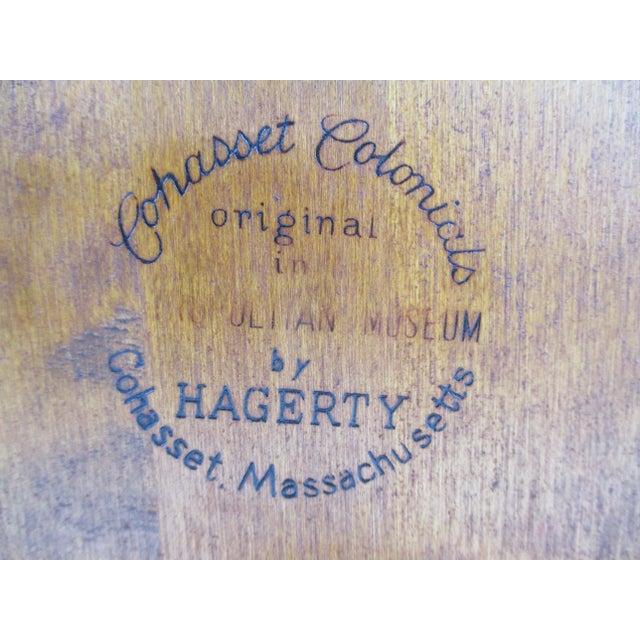 Cohasset Colonials
original
in
MUSEUM
by
HAGERTY
Cohasset, Massachusetts